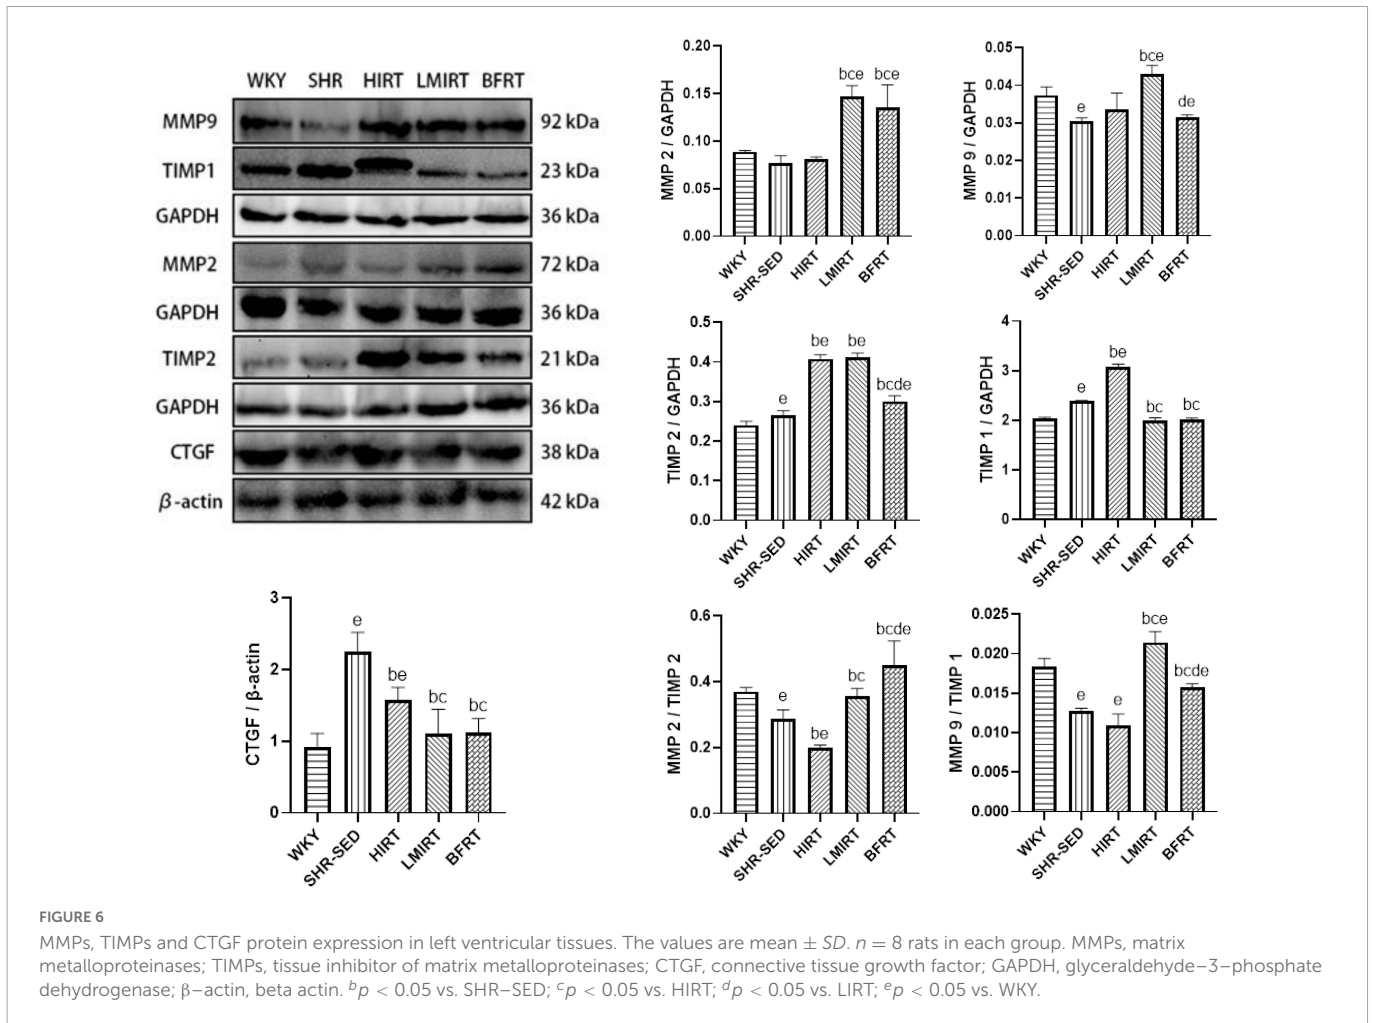 WKY SHR HIRT LMIRT BFRT
MMP9 92 kDa
TIMP1 23 kDa
GAPDH 36 kDa
MMP2 72 kDa
GAPDH 36 kDa
TIMP2 21 kDa
GAPDH 36 kDa
CTGF 38 kDa
β-actin 42 kDa
MMP 2 / GAPDH
0.20
0.15
0.10
0.05
0.00
bce bce
WKY SHR-SED HIRT LMIRT BFRT
MMP 9 / GAPDH
0.05
0.04
0.03
0.02
0.01
0.00
e bce de
WKY SHR-SED HIRT LMIRT BFRT
TIMP 2 / GAPDH
0.5
0.4
0.3
0.2
0.1
0.0
e be be bcde
WKY SHR-SED HIRT LMIRT BFRT
TIMP 1 / GAPDH
4
3
2
1
0
e be bc bc
WKY SHR-SED HIRT LMIRT BFRT
CTGF / β-actin
3
2
1
0
e be bc bc
WKY SHR-SED HIRT LMIRT BFRT
MMP 2 / TIMP 2
0.6
0.4
0.2
0.0
e be bc bcde
WKY SHR-SED HIRT LMIRT BFRT
MMP 9 / TIMP 1
0.025
0.020
0.015
0.010
0.005
0.000
e e bce bcde
WKY SHR-SED HIRT LMIRT BFRT
FIGURE 6
MMPs, TIMPs and CTGF protein expression in left ventricular tissues. The values are mean ± SD. n = 8 rats in each group. MMPs, matrix
metalloproteinases; TIMPs, tissue inhibitor of matrix metalloproteinases; CTGF, connective tissue growth factor; GAPDH, glyceraldehyde–3–phosphate
dehydrogenase; β–actin, beta actin. ᵇp < 0.05 vs. SHR–SED; ᶜp < 0.05 vs. HIRT; ᵈp < 0.05 vs. LIRT; ᵉp < 0.05 vs. WKY.